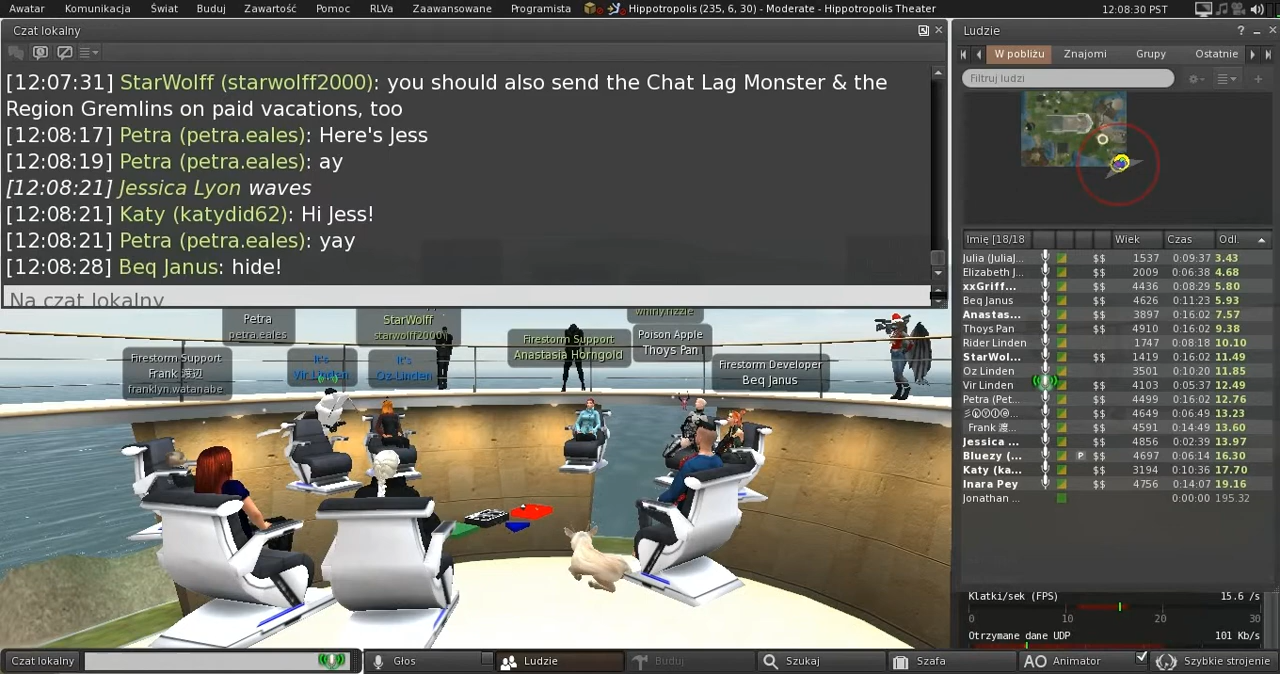 Awatar Komunikacja Świat Buduj Zawartość Pomoc RLVa Zaawansowane Programista Hippotropolis (235, 6, 30) - Moderate - Hippotropolis Theater 12:08:30 PST
Czat lokalny
[12:07:31] StarWolff (starwolff2000): you should also send the Chat Lag Monster & the
Region Gremlins on paid vacations, too
[12:08:17] Petra (petra.eales): Here's Jess
[12:08:19] Petra (petra.eales): ay
[12:08:21] Jessica Lyon waves
[12:08:21] Katy (katydid62): Hi Jess!
[12:08:21] Petra (petra.eales): yay
[12:08:28] Beq Janus: hide!
Na czat lokalny
Petra
petra.eales
StarWolff
starwolff2000
Firestorm Support
Anastasia Horngold
Poison Apple
Thoys Pan
Firestorm Developer
Beq Janus
Firestorm Support
Frank 渡辺
franklyn.watanabe
It's
Vir Linden
It's
Oz Linden
Ludzie
? _ ×
W pobliżu Znajomi Grupy Ostatnie
Filtruj ludzi
Imię [18/18 Wiek Czas Odl.
Julia (JuliaJ... $$ 1537 0:09:37 3.43
Elizabeth J... $$ 2009 0:06:38 4.68
xxGriff... $$ 4436 0:08:29 5.80
Beq Janus $$ 4626 0:11:23 5.93
Anastas... $$ 3897 0:16:02 7.57
Thoys Pan $$ 4910 0:16:02 9.38
Rider Linden 1747 0:08:18 10.10
StarWol... $$ 1419 0:16:02 11.49
Oz Linden 3501 0:10:20 11.85
Vir Linden $$ 4103 0:05:37 12.49
Petra (Pet... $$ 4499 0:16:02 12.76
$$ 4649 0:06:49 13.23
Frank 渡... $$ 4591 0:14:49 13.60
Jessica ... $$ 4856 0:02:39 13.97
Bluezy (... P $$ 4697 0:06:14 16.30
Katy (ka... $$ 3194 0:10:36 17.70
Inara Pey $$ 4756 0:14:07 19.16
Jonathan ... 0:00:00 195.32
Klatki/sek (FPS) 15.6 /s
0 10 20 30
Otrzymane dane UDP 101 Kb/s
Czat lokalny Głos Ludzie Buduj Szukaj Szafa AO Animator Szybkie strojenie